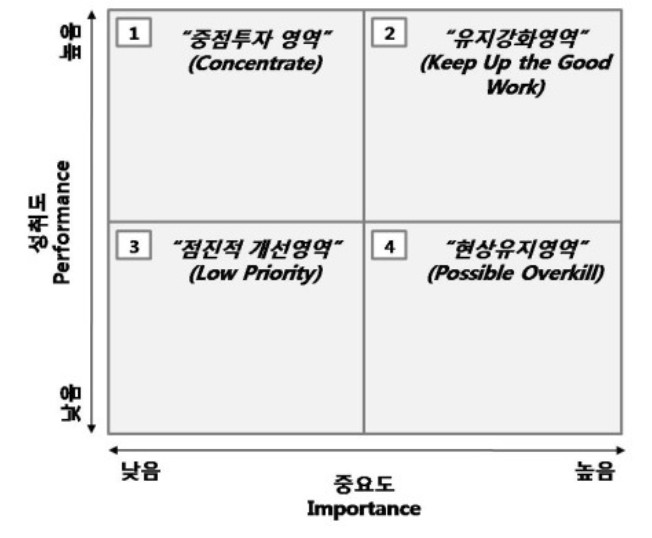 높음
1
“중점투자 영역”
(Concentrate)
2
“유지강화영역”
(Keep Up the Good
Work)
성취도
Performance
3
“점진적 개선영역”
(Low Priority)
4
“현상유지영역”
(Possible Overkill)
낮음
낮음
중요도
높음
Importance